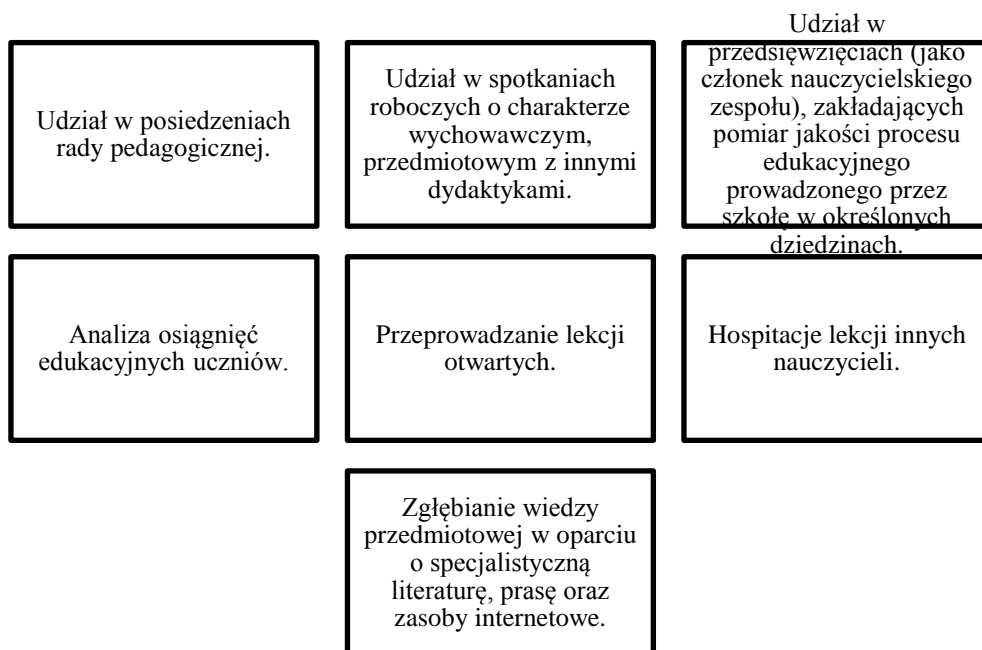 Udział w posiedzeniach
rady pedagogicznej.
Udział w spotkaniach
roboczych o charakterze
wychowawczym,
przedmiotowym z innymi
dydaktykami.
Udział w
przedsięwzięciach (jako
członek nauczycielskiego
zespołu), zakładających
pomiar jakości procesu
edukacyjnego
prowadzonego przez
szkołę w określonych
dziedzinach.
Analiza osiągnięć
edukacyjnych uczniów.
Przeprowadzanie lekcji
otwartych.
Hospitacje lekcji innych
nauczycieli.
Zgłębianie wiedzy
przedmiotowej w oparciu
o specjalistyczną
literaturę, prasę oraz
zasoby internetowe.